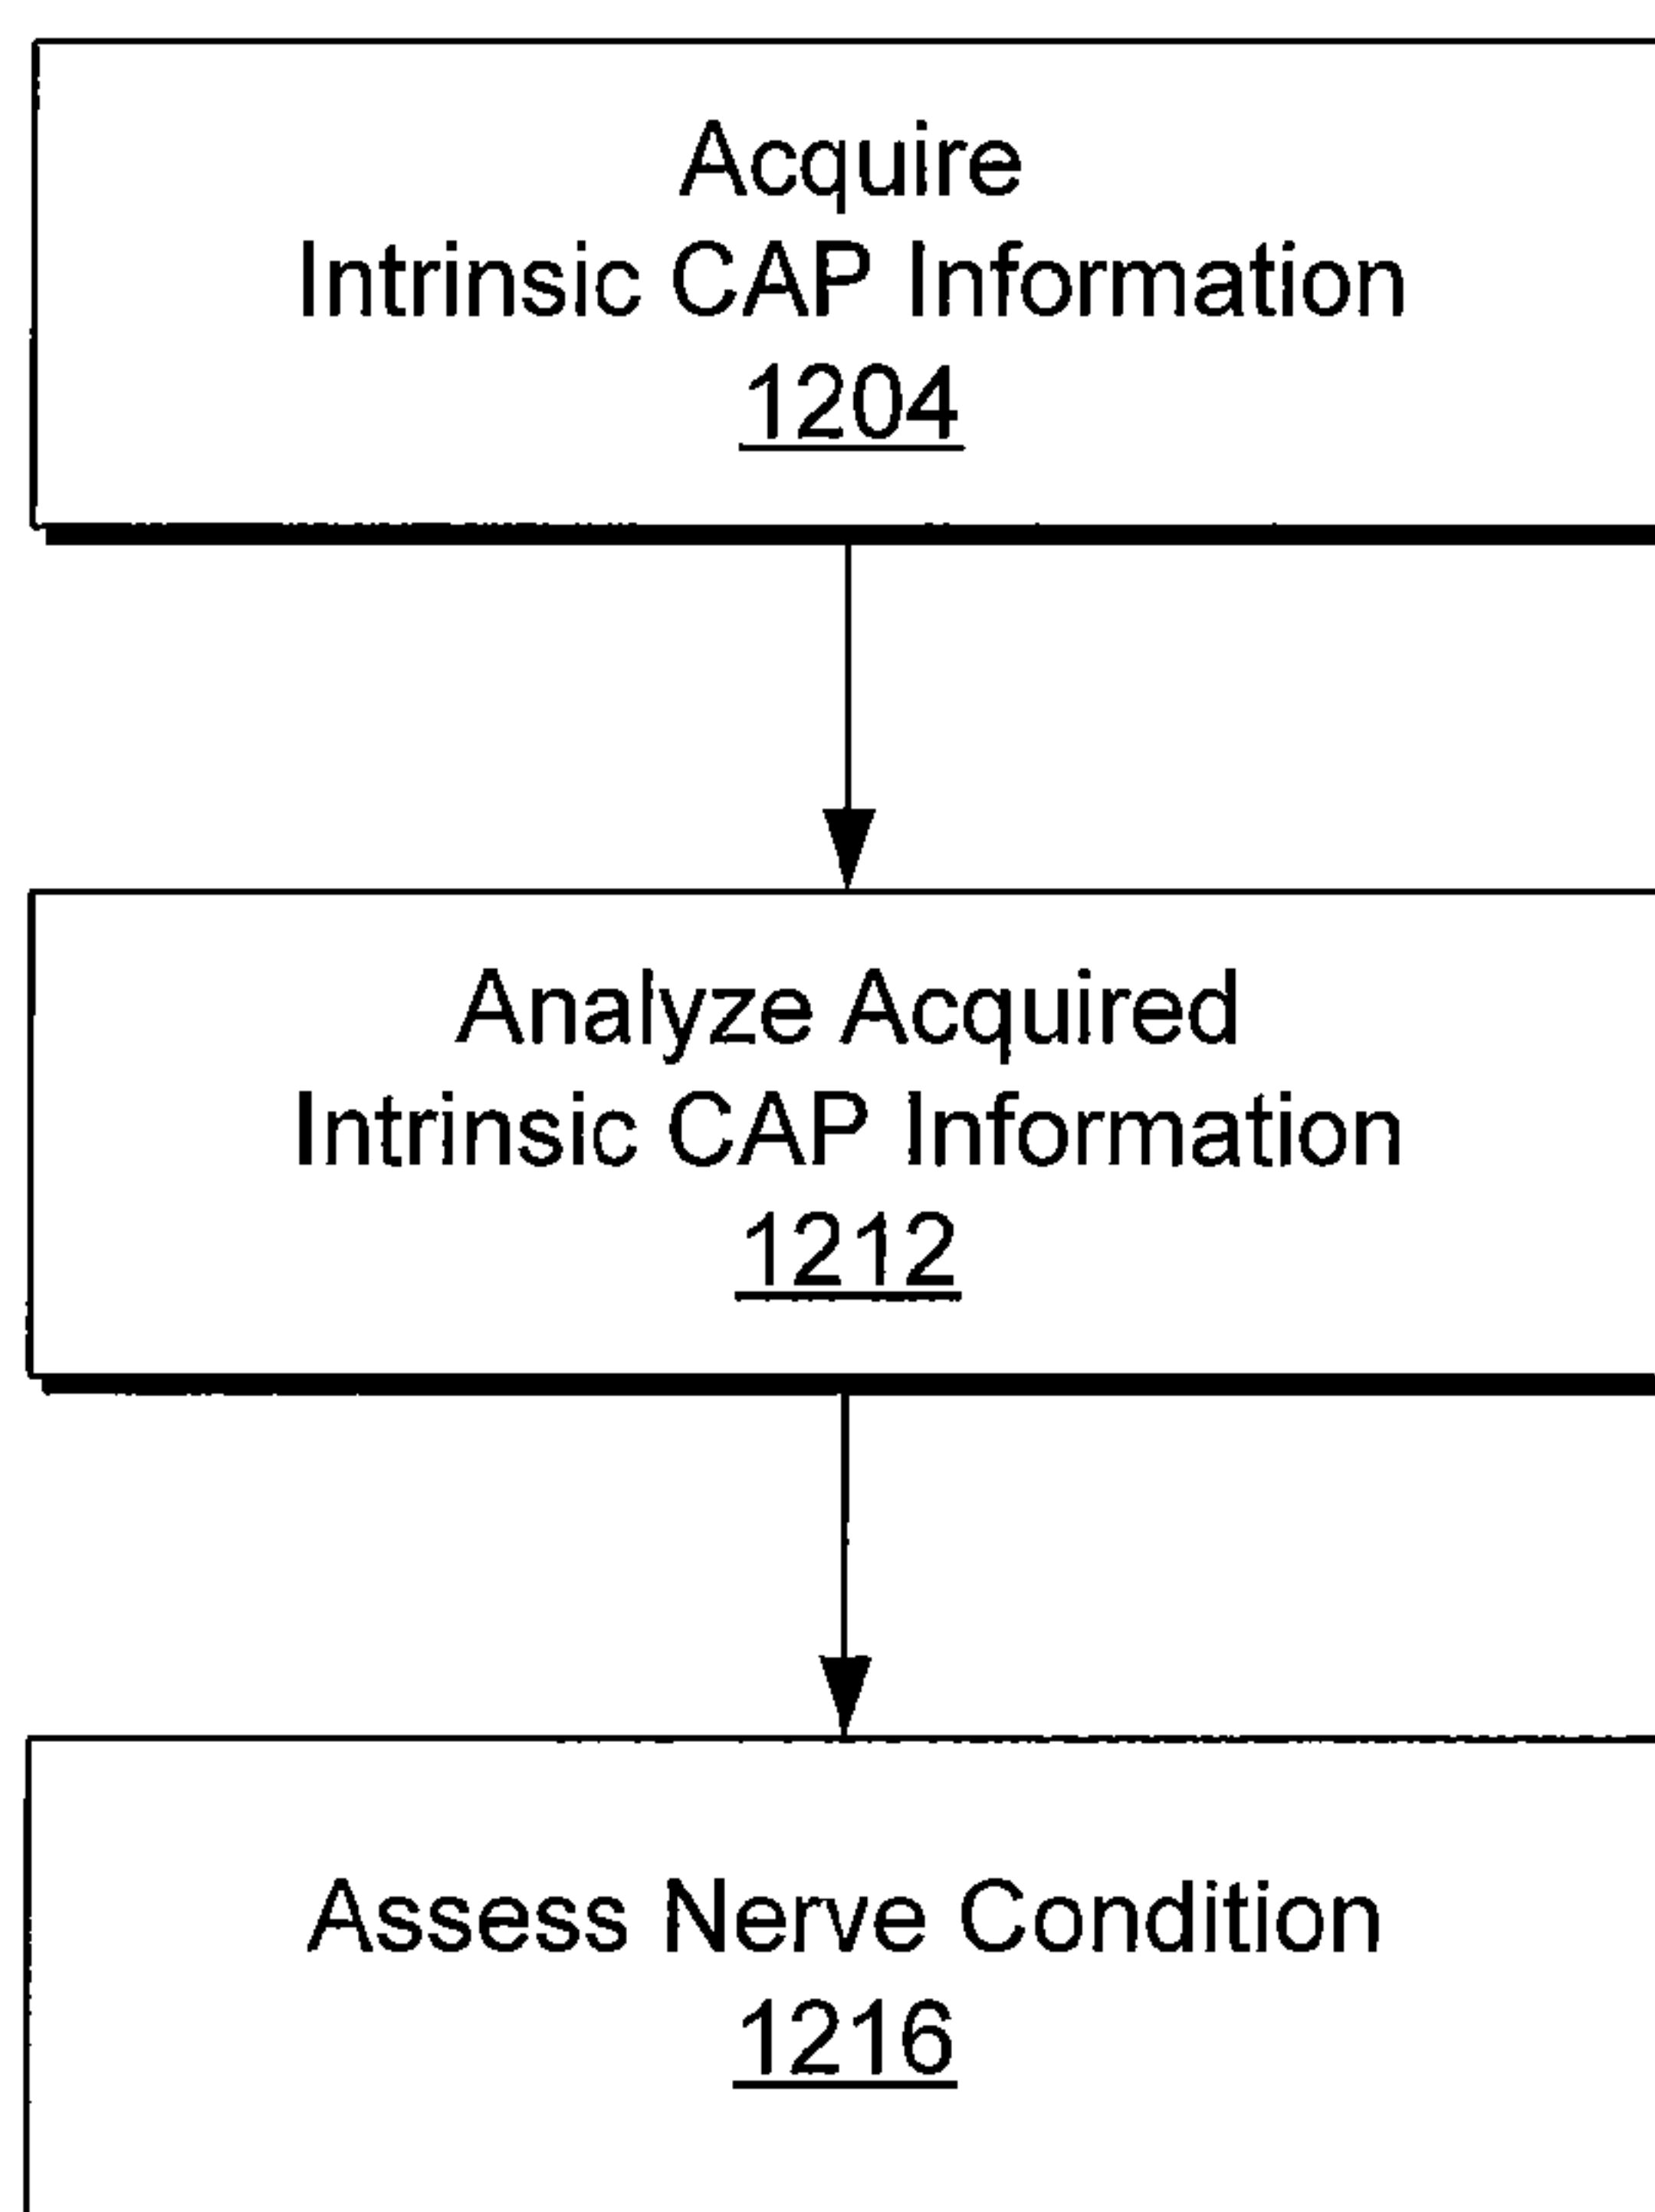 Acquire
Intrinsic CAP Information
1204
Analyze Acquired
Intrinsic CAP Information
1212
Assess Nerve Condition
1216